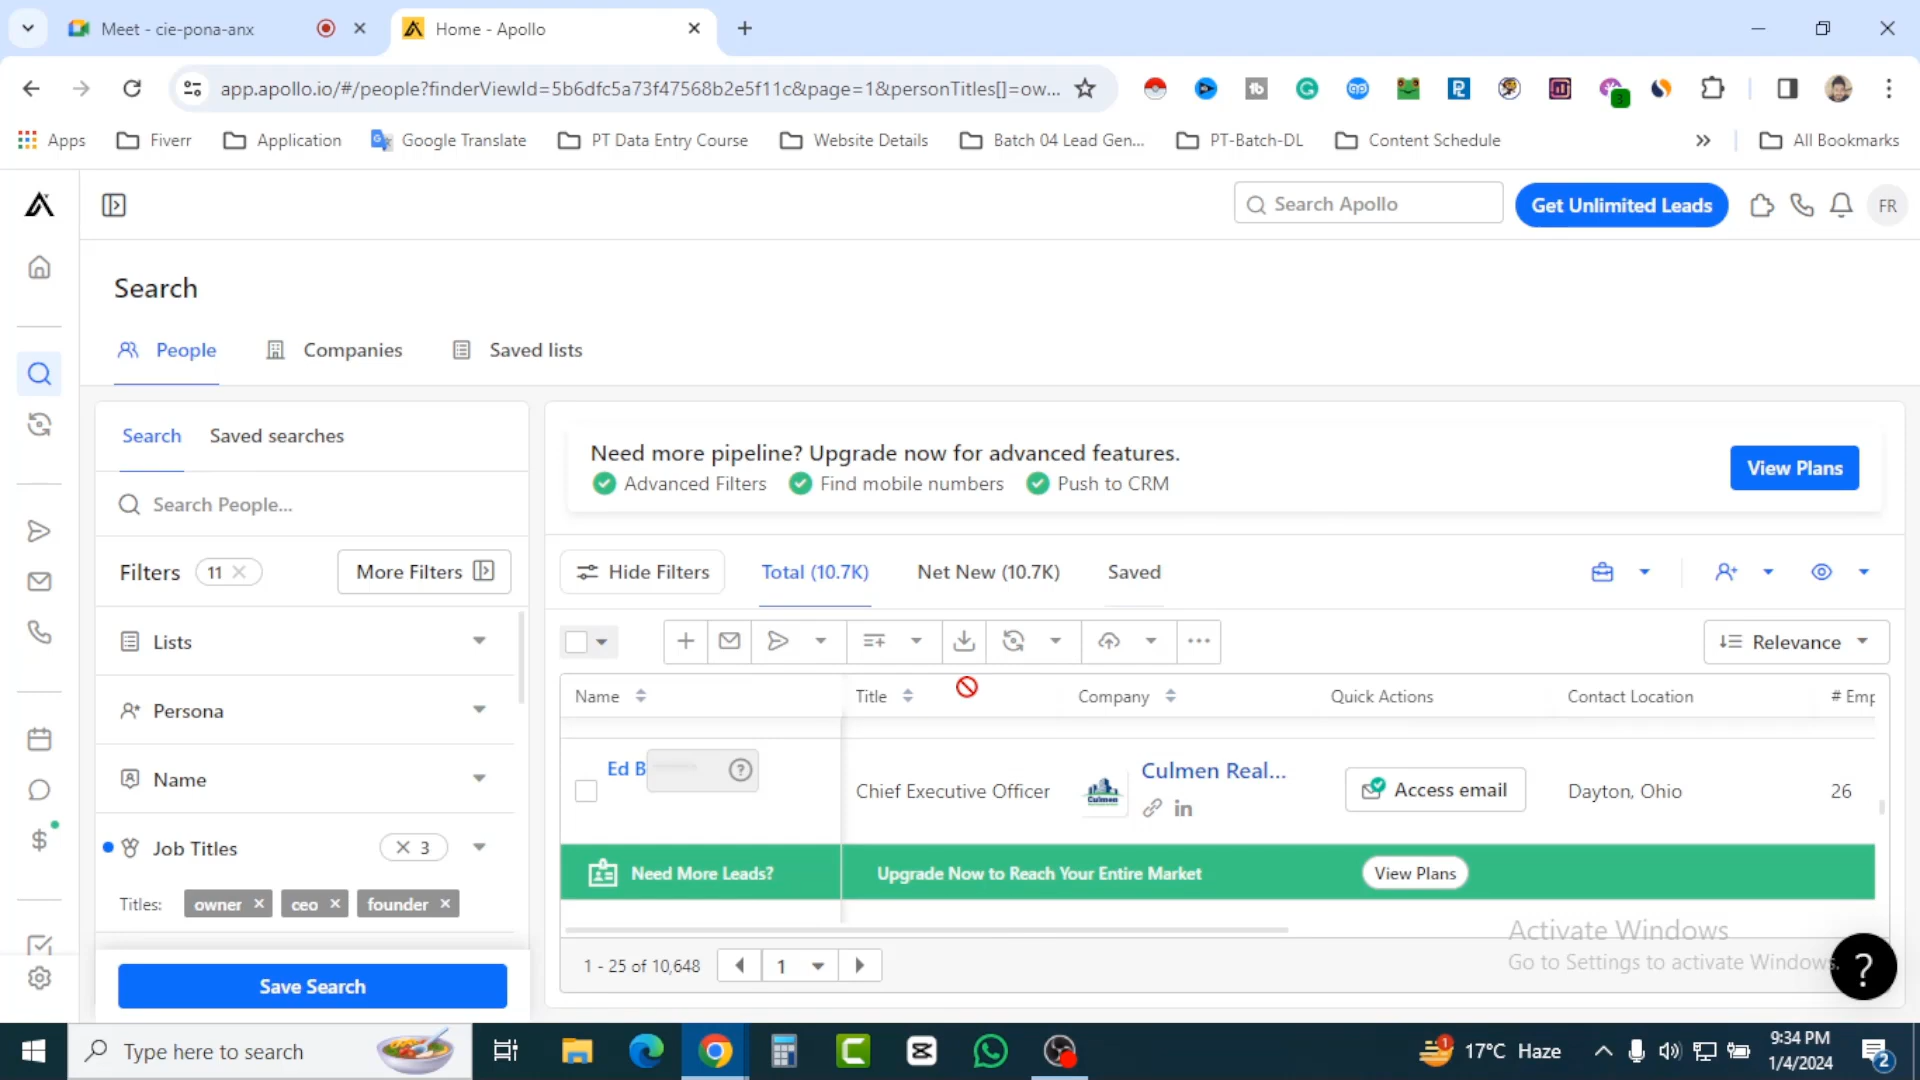 Meet - cie-pona-anx
Home - Apollo
app.apollo.io/#/people?finderViewId=5b6dfc5a73f47568b2e5f11c&page=1&personTitles[]=ow...
Apps
Fiverr
Application
Google Translate
PT Data Entry Course
Website Details
Batch 04 Lead Gen...
PT-Batch-DL
Content Schedule
All Bookmarks
Search Apollo
Get Unlimited Leads
FR
Search
People
Companies
Saved lists
Search
Saved searches
Need more pipeline? Upgrade now for advanced features.
Advanced Filters
Find mobile numbers
Push to CRM
View Plans
Search People...
Filters
11
More Filters
Hide Filters
Total (10.7K)
Net New (10.7K)
Saved
Lists
Relevance
Name
Title
Company
Quick Actions
Contact Location
# Emp
Persona
Name
Ed B
Chief Executive Officer
Culmen Real...
Culmen
Access email
Dayton, Ohio
26
Job Titles
3
Need More Leads?
Upgrade Now to Reach Your Entire Market
View Plans
Titles:
owner
ceo
founder
Activate Windows
Go to Settings to activate Windows.
1 - 25 of 10,648
1
Save Search
Type here to search
1
17°C Haze
9:34 PM
1/4/2024
2